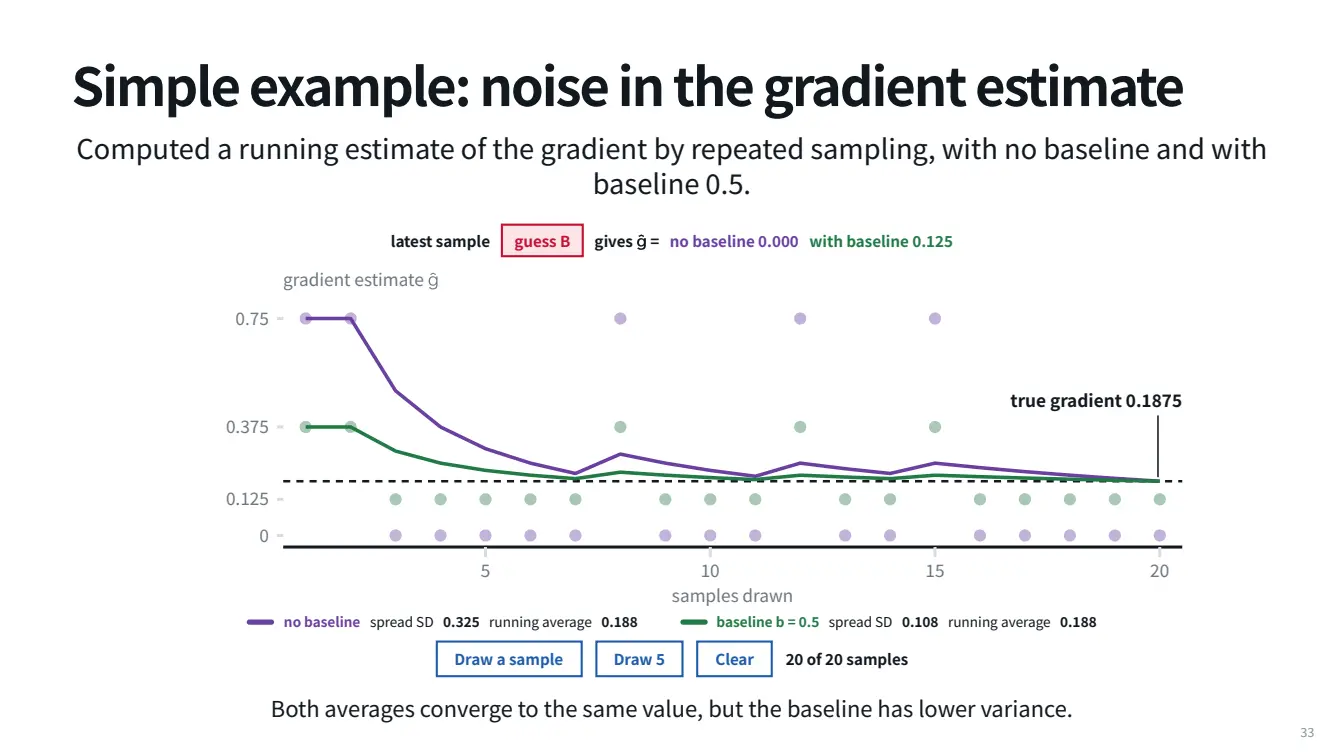 Simple example: noise in the gradient estimate
Computed a running estimate of the gradient by repeated sampling, with no baseline and with
baseline 0.5.
latest sample guess B gives ĝ = no baseline 0.000 with baseline 0.125
gradient estimate ĝ
0.75
true gradient 0.1875
0.375
0.125
0
5 10 15 20
samples drawn
no baseline spread SD 0.325 running average 0.188 baseline b = 0.5 spread SD 0.108 running average 0.188
Draw a sample Draw 5 Clear 20 of 20 samples
Both averages converge to the same value, but the baseline has lower variance.
33